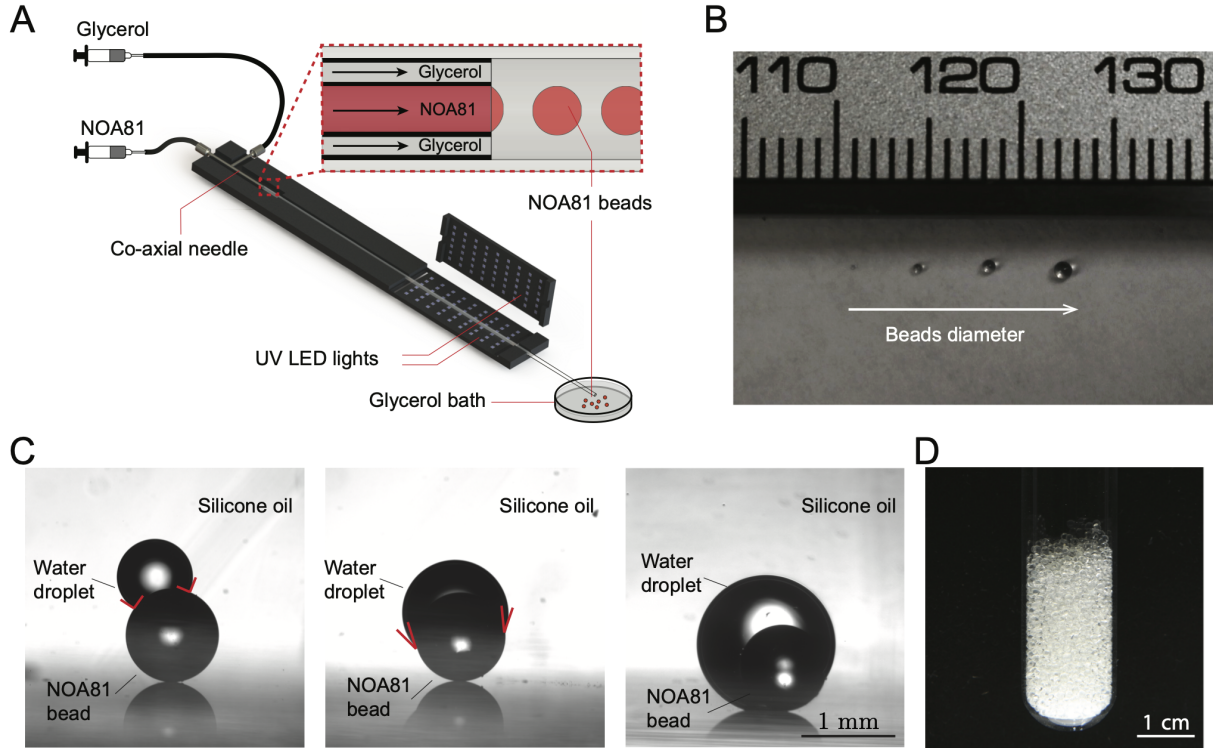 A
Glycerol
NOA81
Glycerol
NOA81
Glycerol
NOA81 beads
Co-axial needle
UV LED lights
Glycerol bath
B
110 120 130
Beads diameter
C
Silicone oil
Water
droplet
NOA81
bead
Silicone oil
Water
droplet
NOA81
bead
Silicone oil
Water
droplet
NOA81
bead
1 mm
D
1 cm